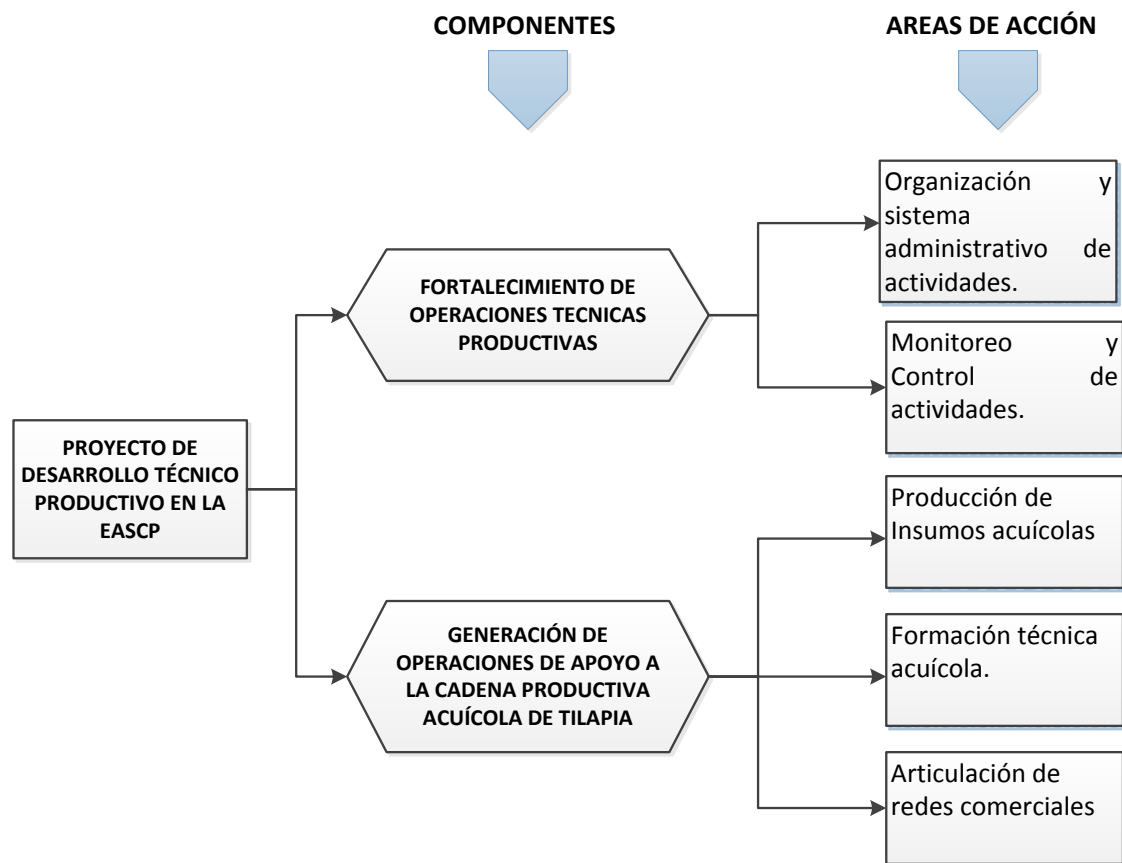 COMPONENTES
AREAS DE ACCIÓN
PROYECTO DE
DESARROLLO TÉCNICO
PRODUCTIVO EN LA
EASCP
FORTALECIMIENTO DE
OPERACIONES TECNICAS
PRODUCTIVAS
Organización y
sistema
administrativo de
actividades.
Monitoreo y
Control de
actividades.
GENERACIÓN DE
OPERACIONES DE APOYO A
LA CADENA PRODUCTIVA
ACUÍCOLA DE TILAPIA
Producción de
Insumos acuícolas
Formación técnica
acuícola.
Articulación de
redes comerciales